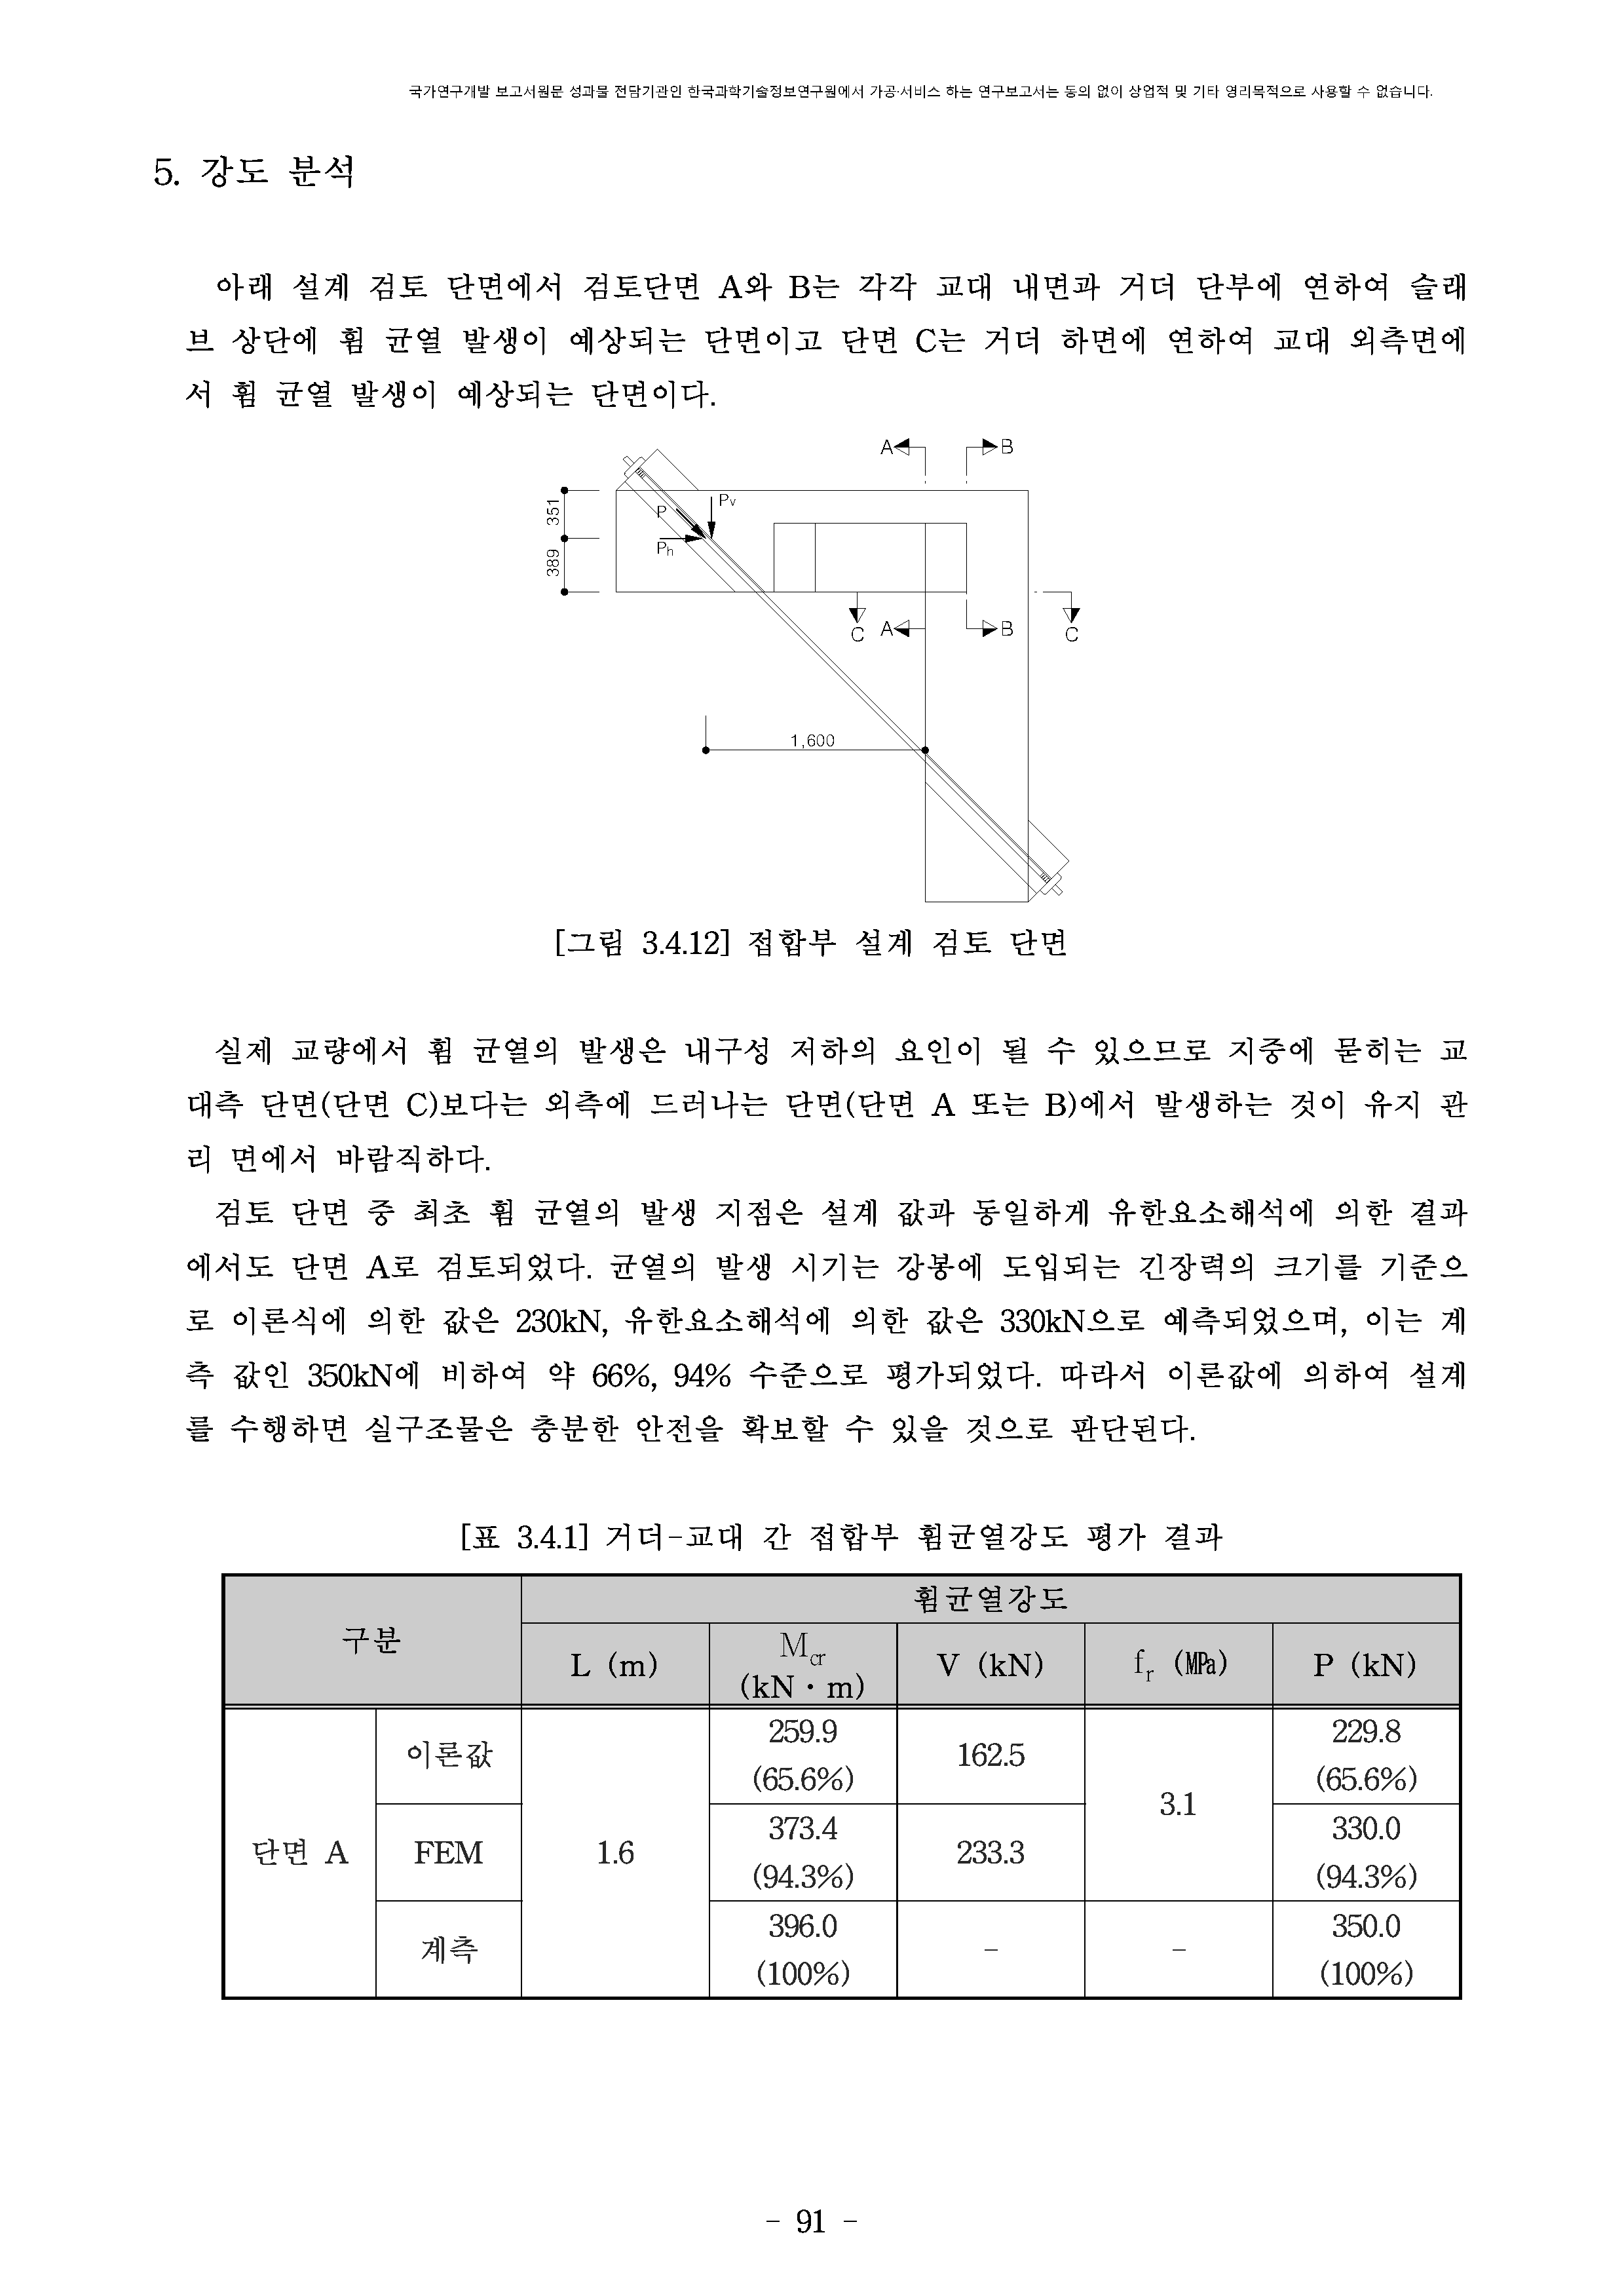 국가연구개발 보고서원문 성과물 전담기관인 한국과학기술정보연구원에서 가공·서비스 하는 연구보고서는 동의 없이 상업적 및 기타 영리목적으로 사용할 수 없습니다.
5. 강도 분석
아래 설계 검토 단면에서 검토단면 A와 B는 각각 교대 내면과 거더 단부에 연하여 슬래
브 상단에 휨 균열 발생이 예상되는 단면이고 단면 C는 거더 하면에 연하여 교대 외측면에
서 휨 균열 발생이 예상되는 단면이다.
A B
351
Pv
P
Ph
389
C A B C
1,600
[그림 3.4.12] 접합부 설계 검토 단면
실제 교량에서 휨 균열의 발생은 내구성 저하의 요인이 될 수 있으므로 지중에 묻히는 교
대측 단면(단면 C)보다는 외측에 드러나는 단면(단면 A 또는 B)에서 발생하는 것이 유지 관
리 면에서 바람직하다.
검토 단면 중 최초 휨 균열의 발생 지점은 설계 값과 동일하게 유한요소해석에 의한 결과
에서도 단면 A로 검토되었다. 균열의 발생 시기는 강봉에 도입되는 긴장력의 크기를 기준으
로 이론식에 의한 값은 230kN, 유한요소해석에 의한 값은 330kN으로 예측되었으며, 이는 계
측 값인 350kN에 비하여 약 66%, 94% 수준으로 평가되었다. 따라서 이론값에 의하여 설계
를 수행하면 실구조물은 충분한 안전을 확보할 수 있을 것으로 판단된다.
[표 3.4.1] 거더-교대 간 접합부 휨균열강도 평가 결과
구분 휨균열강도
L (m) Mcr (kN·m) V (kN) fr (MPa) P (kN)
단면 A 이론값 1.6 259.9 (65.6%) 162.5 3.1 229.8 (65.6%)
FEM 373.4 (94.3%) 233.3 330.0 (94.3%)
계측 396.0 (100%) - - 350.0 (100%)
- 91 -